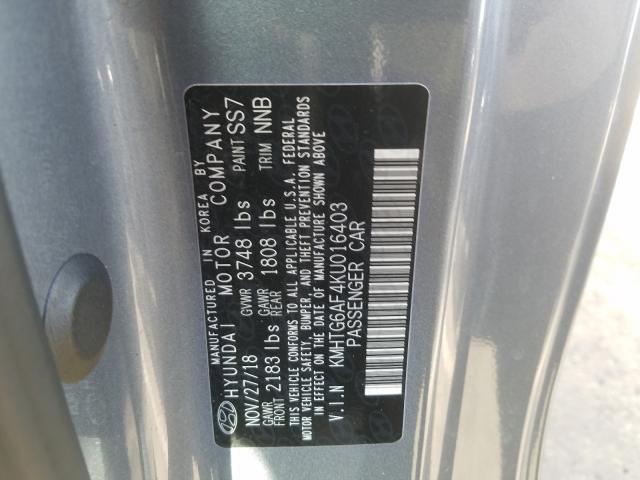 MANUFACTURED IN KOREA BY
HYUNDAI MOTOR COMPANY
NOV/27/18 GVWR 3748 lbs PAINT SS7
GAWR FRONT 2183 lbs GAWR REAR 1808 lbs TRIM NNB
THIS VEHICLE CONFORMS TO ALL APPLICABLE U.S.A. FEDERAL
MOTOR VEHICLE SAFETY, BUMPER, AND THEFT PREVENTION STANDARDS
IN EFFECT ON THE DATE OF MANUFACTURE SHOWN ABOVE
V.I.N KMHTG6AF4KU016403
PASSENGER CAR